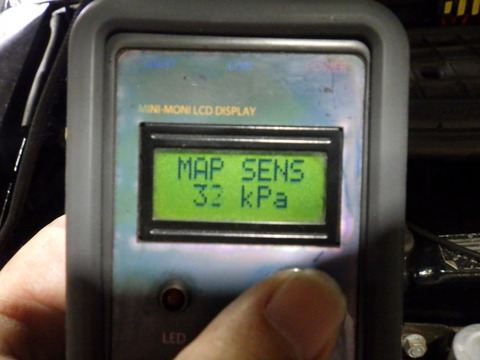 MINI-MONI LCD DISPLAY
MAP SENS
32 kPa
LED